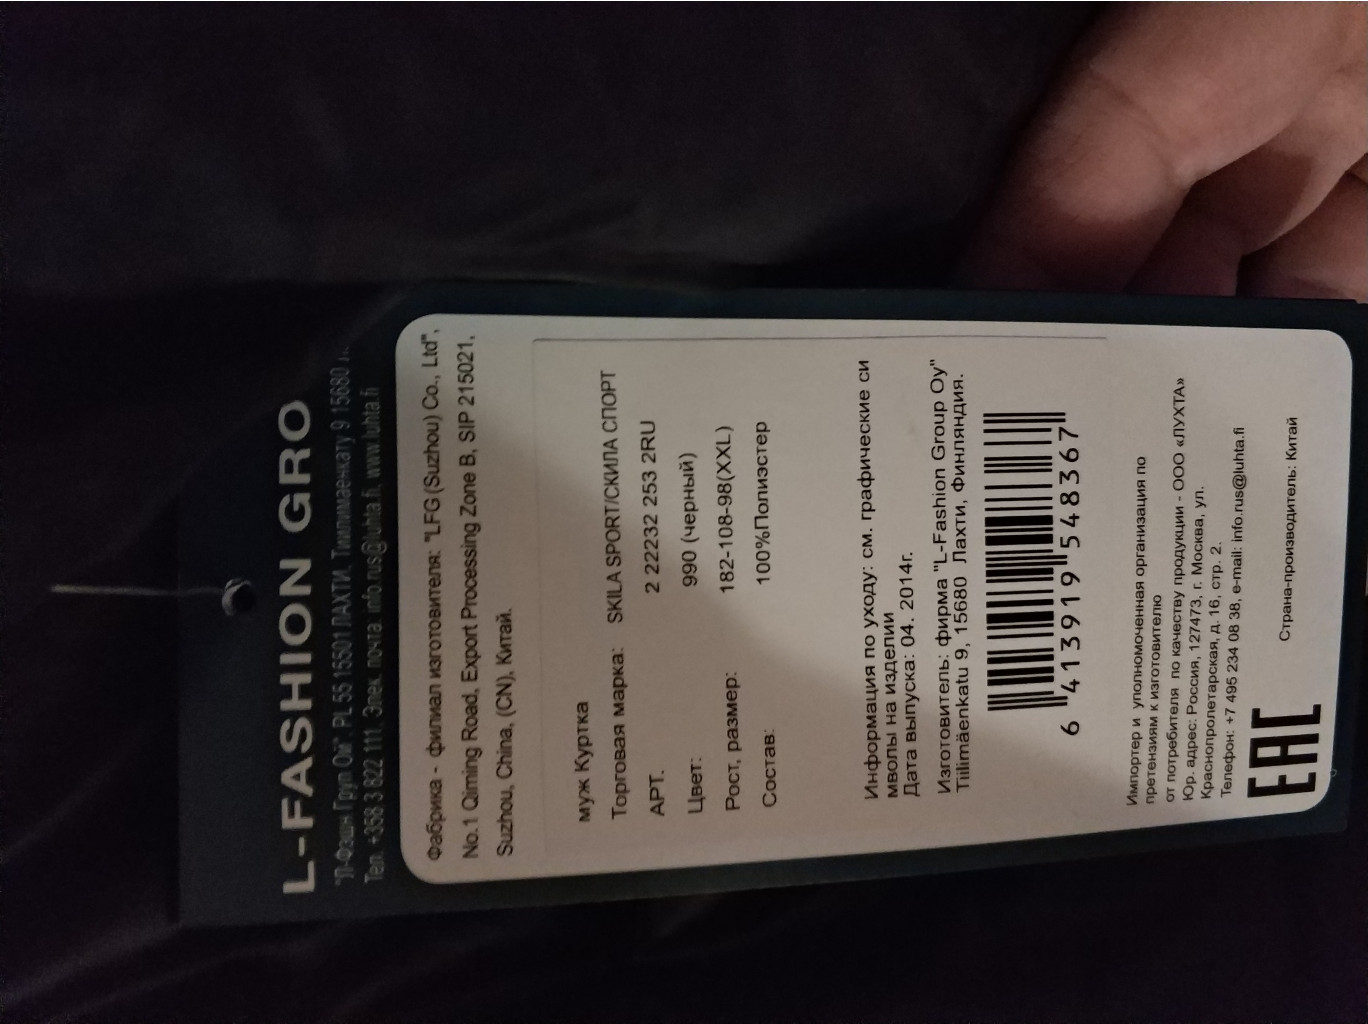 L-FASHION GRO
"Л-Фэшн Груп Ой", PL 55 15501 ЛАХТИ, Тиилимаенкату 9 15680
Тел. +358 3 822 111, Элек. почта. info.rus@luhta.fi, www.luhta.fi
Фабрика - филиал изготовителя: "LFG (Suzhou) Co., Ltd",
No.1 Qiming Road, Export Processing Zone B, SIP 215021,
Suzhou, China, (CN), Китай.
муж Куртка
Торговая марка: SKILA SPORT/СКИЛА СПОРТ
АРТ. 2 22232 253 2RU
Цвет: 990 (черный)
Рост, размер: 182-108-98(XXL)
Состав: 100%Полиэстер
Информация по уходу: см. графические си
мволы на изделии
Дата выпуска: 04. 2014г.
Изготовитель: фирма "L-Fashion Group Oy"
Tiilimäenkatu 9, 15680 Лахти, Финляндия.
6 413919 548367
Импортер и уполномоченная организация по
претензиям к изготовителю
от потребителя по качеству продукции - ООО «ЛУХТА»
Юр. адрес: Россия, 127473, г. Москва, ул.
Краснопролетарская, д. 16, стр. 2.
Телефон: +7 495 234 08 38, e-mail: info.rus@luhta.fi
EAC
Страна-производитель: Китай